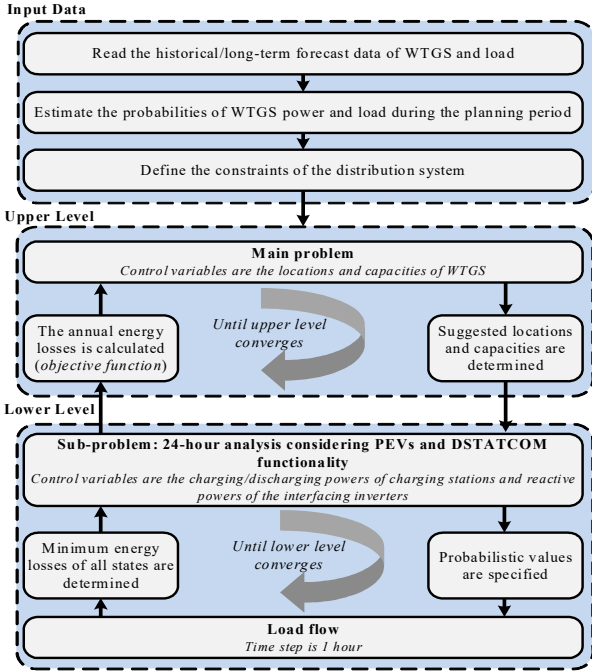 Input Data
Read the historical/long-term forecast data of WTGS and load
Estimate the probabilities of WTGS power and load during the planning period
Define the constraints of the distribution system
Upper Level
Main problem
Control variables are the locations and capacities of WTGS
The annual energy
losses is calculated
(objective function)
Until upper level
converges
Suggested locations
and capacities are
determined
Lower Level
Sub-problem: 24-hour analysis considering PEVs and DSTATCOM
functionality
Control variables are the charging/discharging powers of charging stations and reactive
powers of the interfacing inverters
Minimum energy
losses of all states are
determined
Until lower level
converges
Probabilistic values
are specified
Load flow
Time step is 1 hour